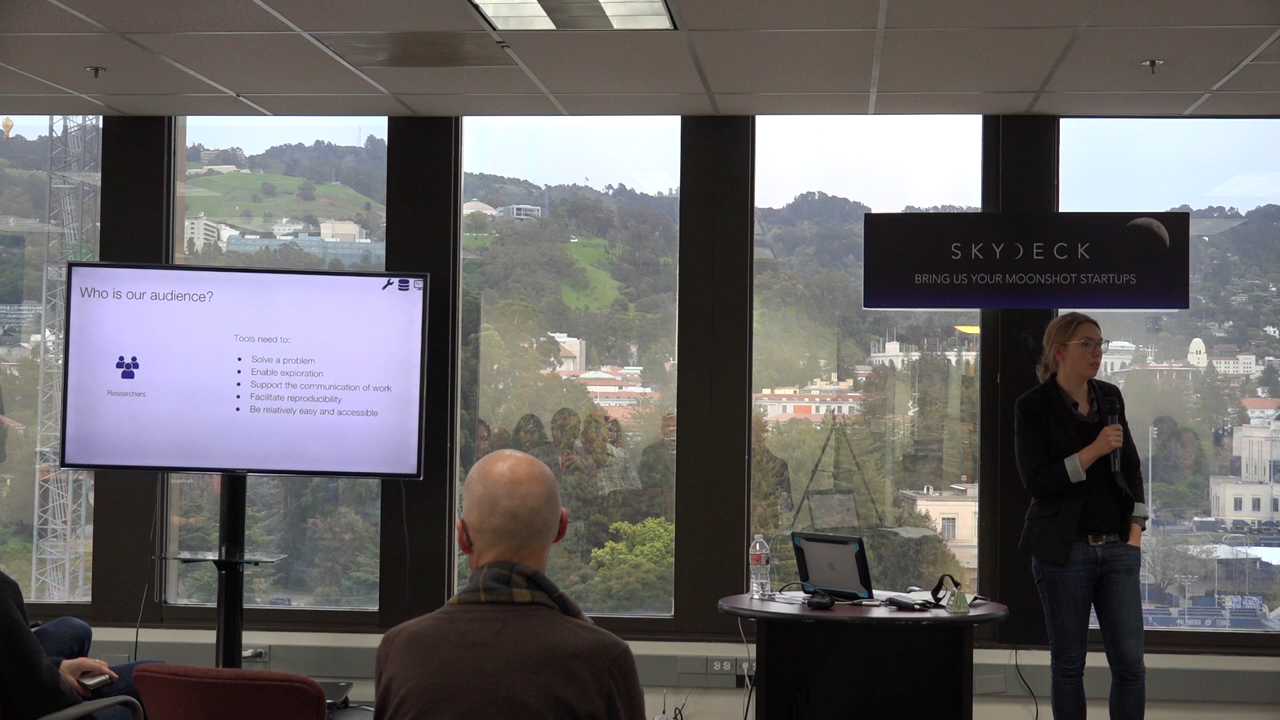 Who is our audience?
Tools need to:
Solve a problem
Enable exploration
Support the communication of work
Facilitate reproducibility
Be relatively easy and accessible
Researchers
SKYDECK
BRING US YOUR MOONSHOT STARTUPS